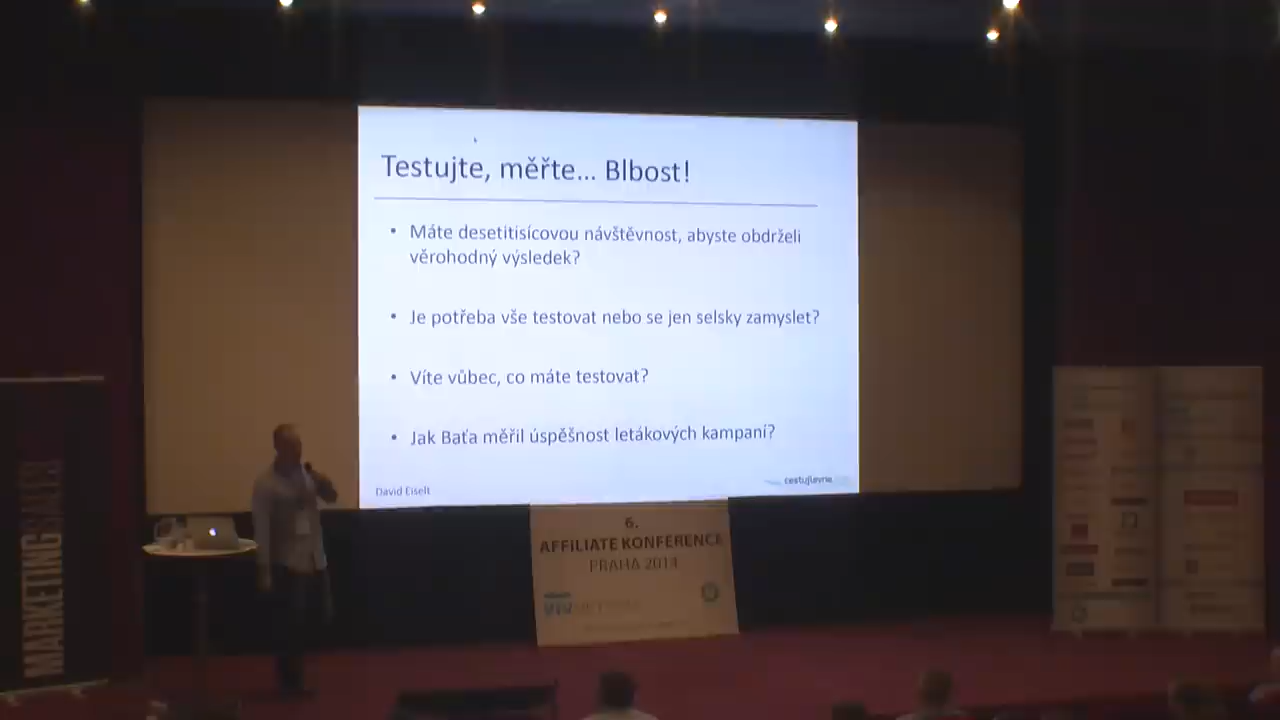 Testujte, měřte... Blbost!
• Máte desetitisícovou návštěvnost, abyste obdrželi
věrohodný výsledek?
• Je potřeba vše testovat nebo se jen selsky zamyslet?
• Víte vůbec, co máte testovat?
• Jak Baťa měřil úspěšnost letákových kampaní?
David Eiselt
cestujlevne
6.
AFFILIATE KONFERENCE
PRAHA 2013
MARKETINGSALES